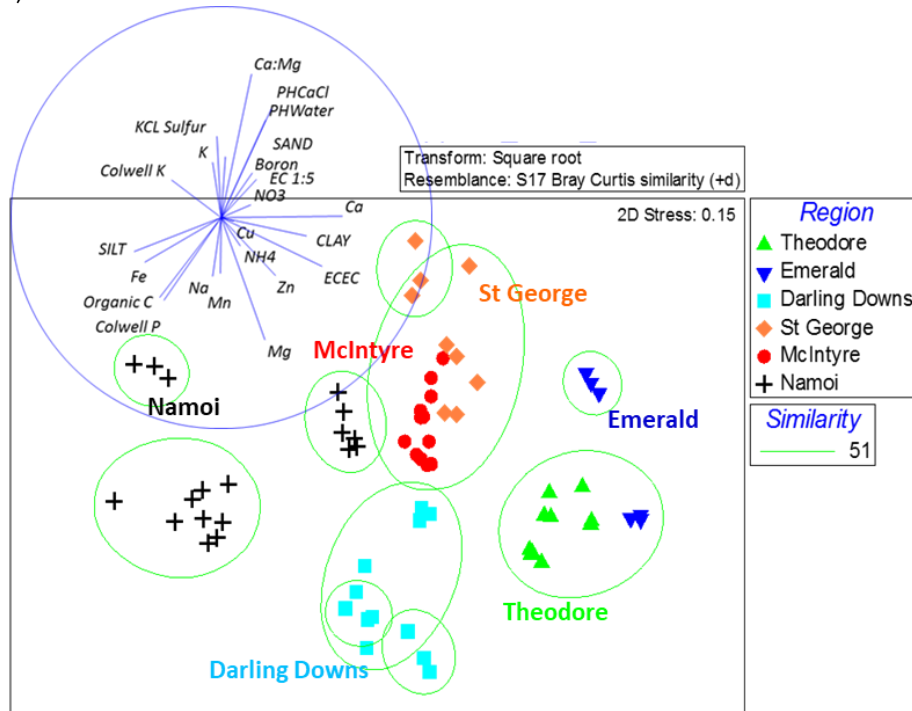 Ca:Mg
PHCaCl
PHWater
KCL Sulfur
SAND
K
Boron
Colwell K
EC 1:5
NO3
Ca
Cu
CLAY
SILT
NH4
Fe
ECEC
Na
Zn
Organic C
Mn
Colwell P
Mg
Transform: Square root
Resemblance: S17 Bray Curtis similarity (+d)
2D Stress: 0.15
St George
McIntyre
Namoi
Emerald
Theodore
Darling Downs
Region
Theodore
Emerald
Darling Downs
St George
McIntyre
Namoi
Similarity
51